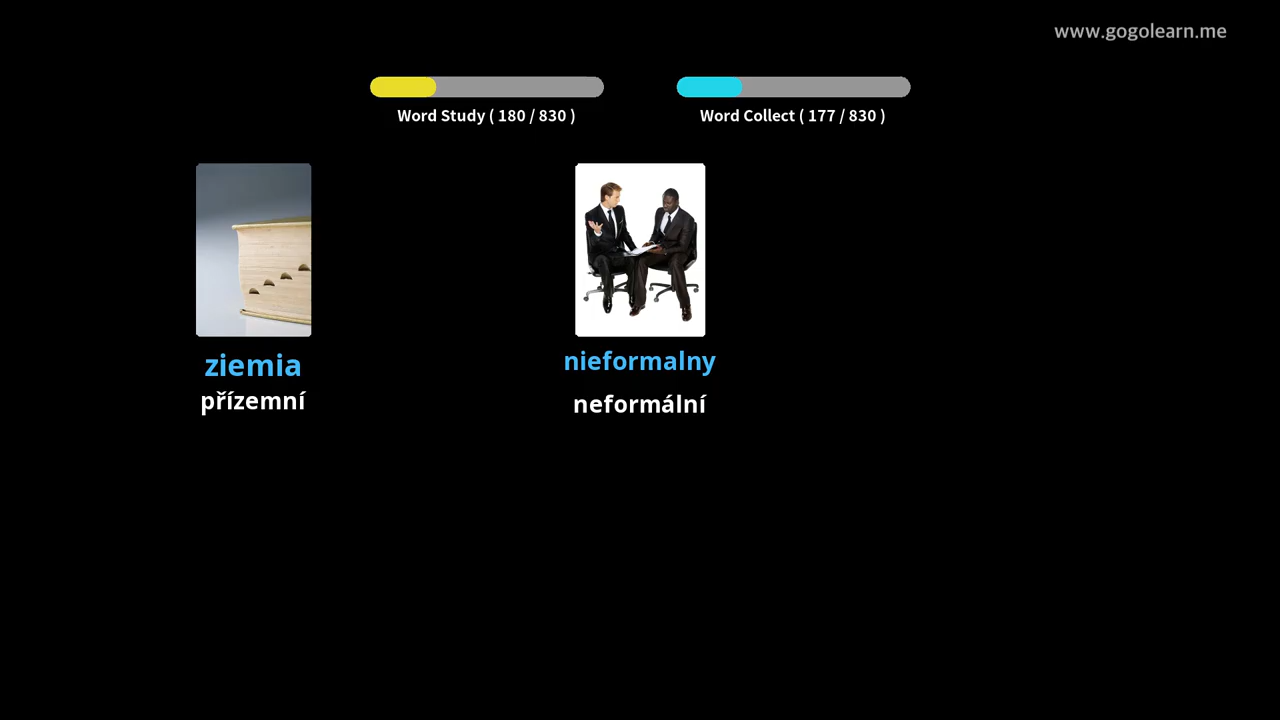 www.gogolearn.me
Word Study ( 180 / 830 )
Word Collect ( 177 / 830 )
ziemia
přízemní
nieformalny
neformální